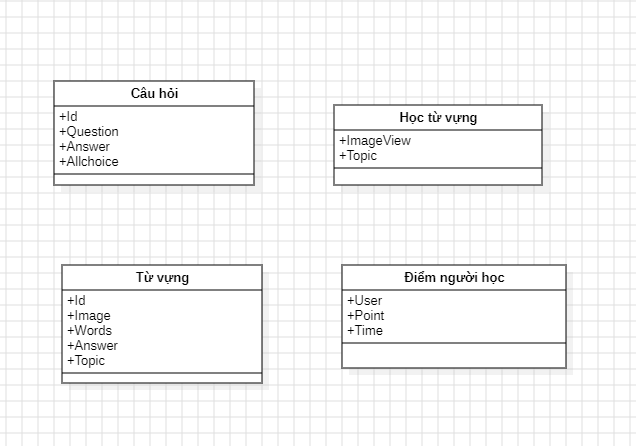 Câu hỏi
+Id
+Question
+Answer
+Allchoice
Học từ vựng
+ImageView
+Topic
Từ vựng
+Id
+Image
+Words
+Answer
+Topic
Điểm người học
+User
+Point
+Time